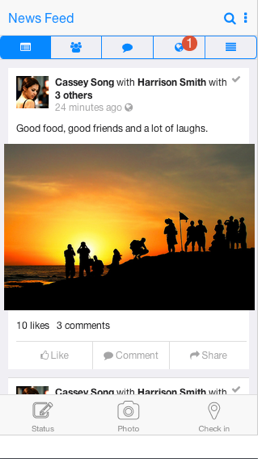 News Feed
1
Cassey Song with Harrison Smith with
3 others
24 minutes ago
Good food, good friends and a lot of laughs.
10 likes 3 comments
Like Comment Share
Cassey Song with Harrison Smith with
Status Photo Check in